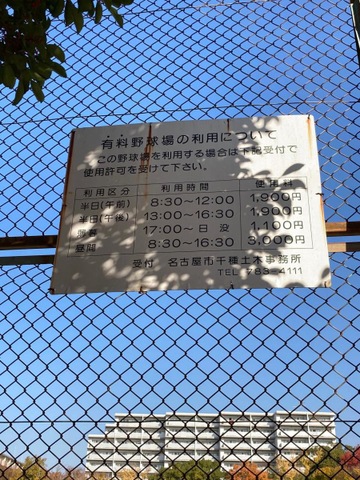 有料野球場の利用について
この野球場を利用する場合は下記受付で
使用許可を受けて下さい。
利用区分 利用時間 使用料
半日(午前) 8:30~12:00 1,900円
半日(午後) 13:00~16:30 1,900円
薄暮 17:00~日没 1,100円
昼間 8:30~16:30 3,000円
受付 名古屋市千種土木事務所
TEL 783-4111